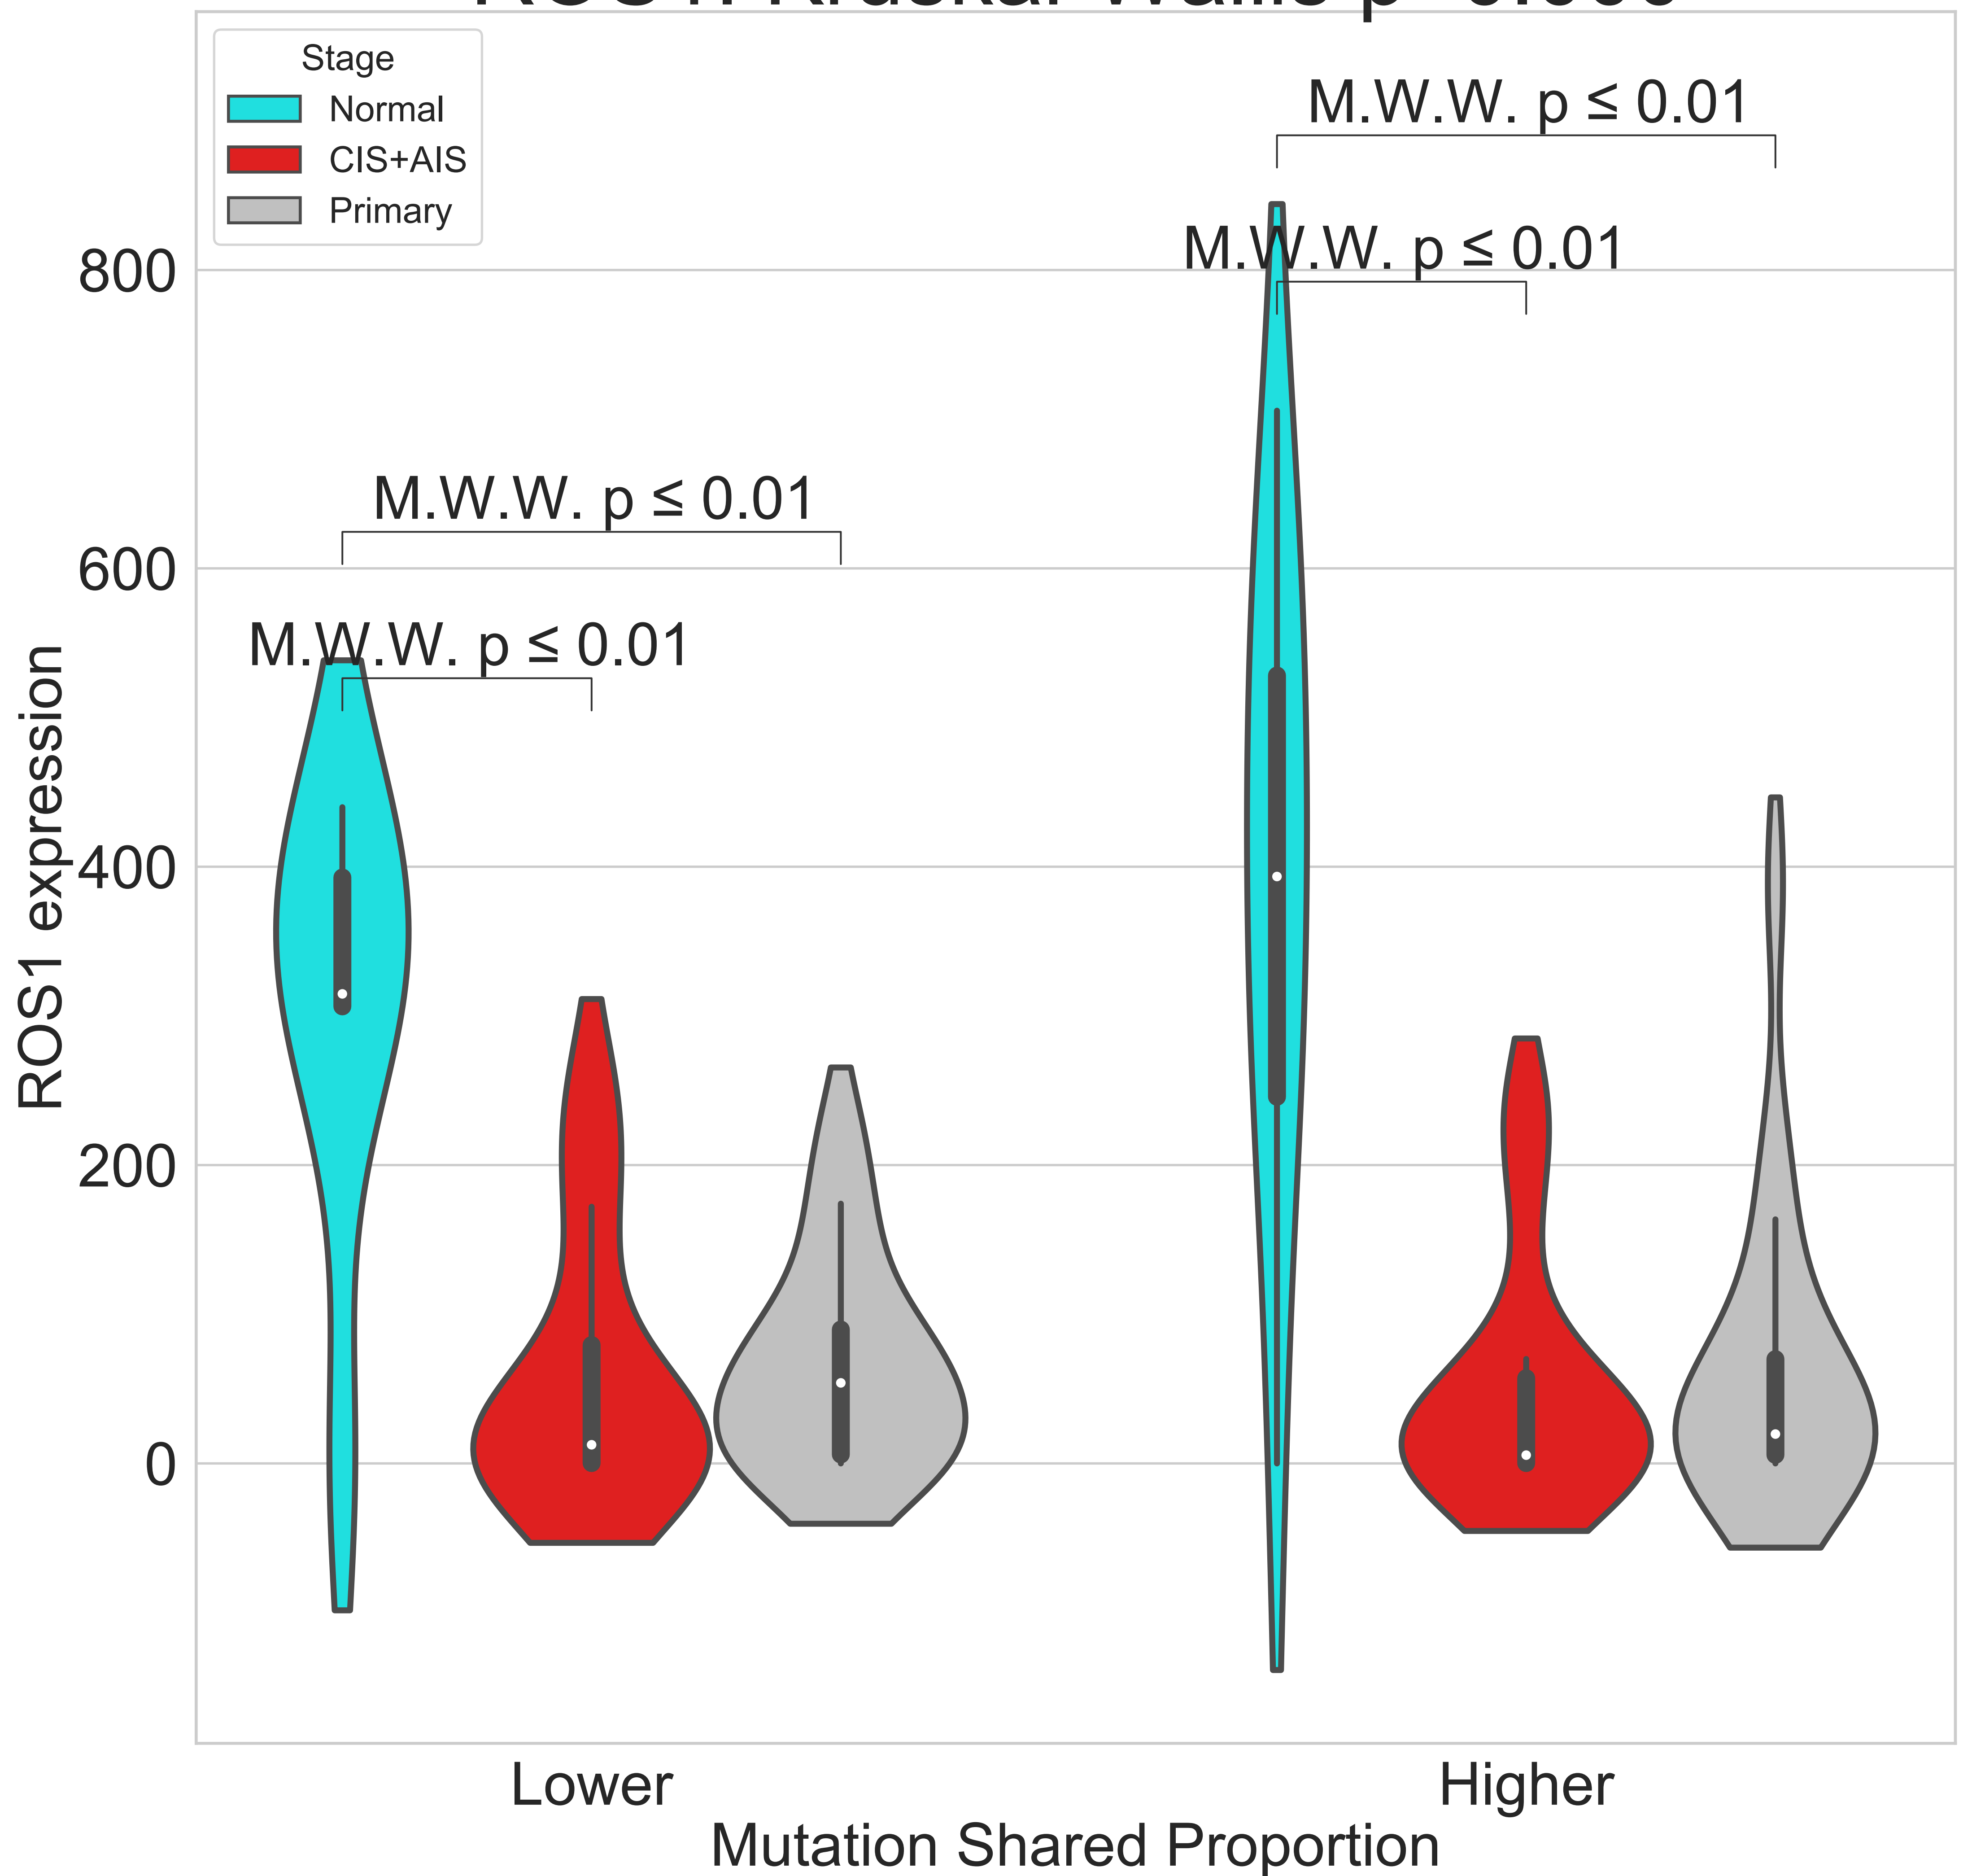 Stage
Normal
CIS+AIS
Primary
M.W.W. p ≤ 0.01
M.W.W. p ≤ 0.01
M.W.W. p ≤ 0.01
M.W.W. p ≤ 0.01
800
600
400
200
0
ROS1 expression
Lower
Higher
Mutation Shared Proportion